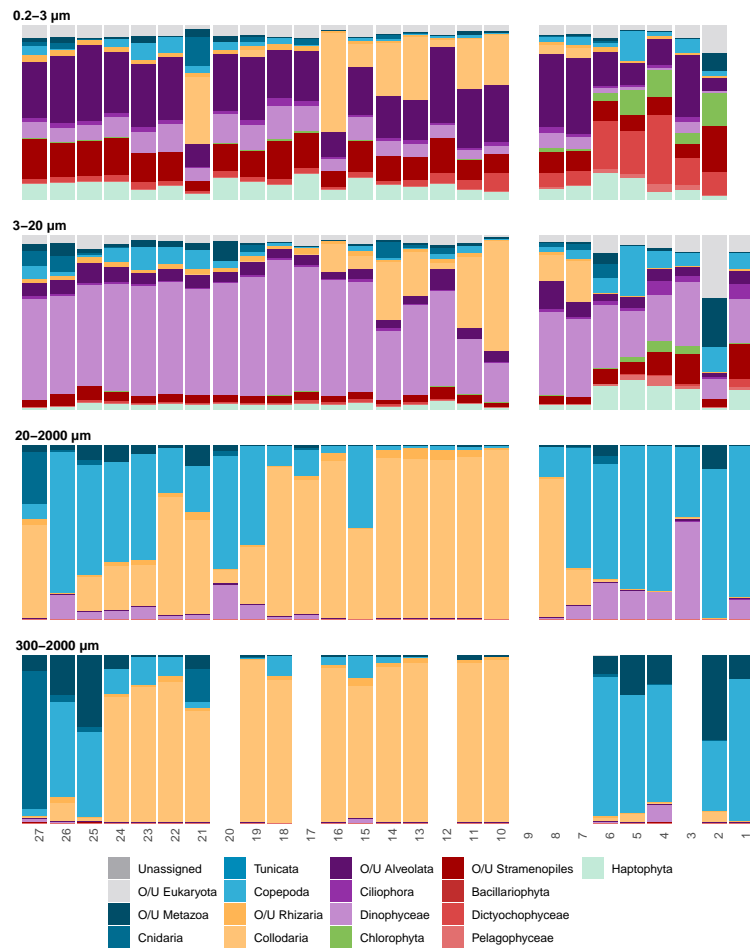 0.2–3 µm
3–20 µm
20–2000 µm
300–2000 µm
27 26 25 24 23 22 21 20 19 18 17 16 15 14 13 12 11 10 9 8 7 6 5 4 3 2 1
Unassigned Tunicata O/U Alveolata O/U Stramenopiles Haptophyta
O/U Eukaryota Copepoda Ciliophora Bacillariophyta
O/U Metazoa O/U Rhizaria Dinophyceae Dictyochophyceae
Cnidaria Collodaria Chlorophyta Pelagophyceae